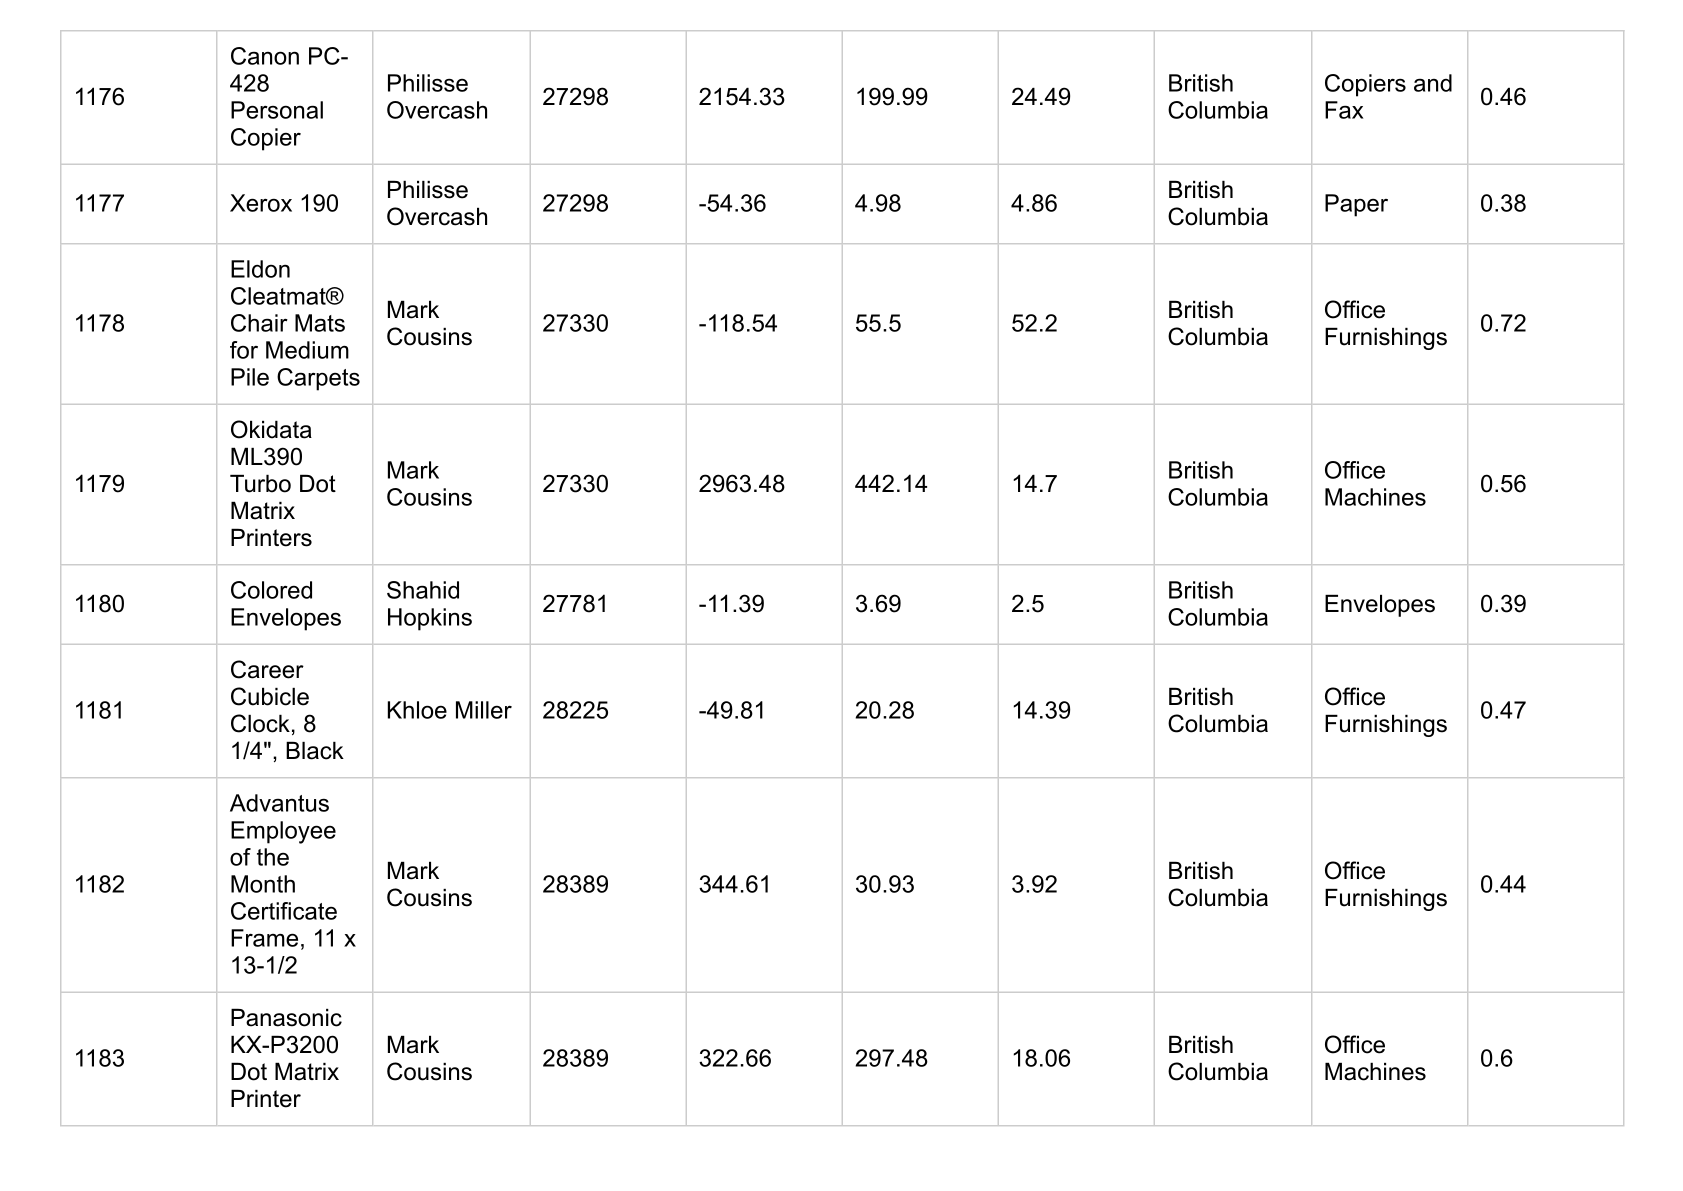 1176
Canon PC-
428
Personal
Copier
Philisse
Overcash
27298
2154.33
199.99
24.49
British
Columbia
Copiers and
Fax
0.46
1177
Xerox 190
Philisse
Overcash
27298
-54.36
4.98
4.86
British
Columbia
Paper
0.38
1178
Eldon
Cleatmat®
Chair Mats
for Medium
Pile Carpets
Mark
Cousins
27330
-118.54
55.5
52.2
British
Columbia
Office
Furnishings
0.72
1179
Okidata
ML390
Turbo Dot
Matrix
Printers
Mark
Cousins
27330
2963.48
442.14
14.7
British
Columbia
Office
Machines
0.56
1180
Colored
Envelopes
Shahid
Hopkins
27781
-11.39
3.69
2.5
British
Columbia
Envelopes
0.39
1181
Career
Cubicle
Clock, 8
1/4", Black
Khloe Miller
28225
-49.81
20.28
14.39
British
Columbia
Office
Furnishings
0.47
1182
Advantus
Employee
of the
Month
Certificate
Frame, 11 x
13-1/2
Mark
Cousins
28389
344.61
30.93
3.92
British
Columbia
Office
Furnishings
0.44
1183
Panasonic
KX-P3200
Dot Matrix
Printer
Mark
Cousins
28389
322.66
297.48
18.06
British
Columbia
Office
Machines
0.6